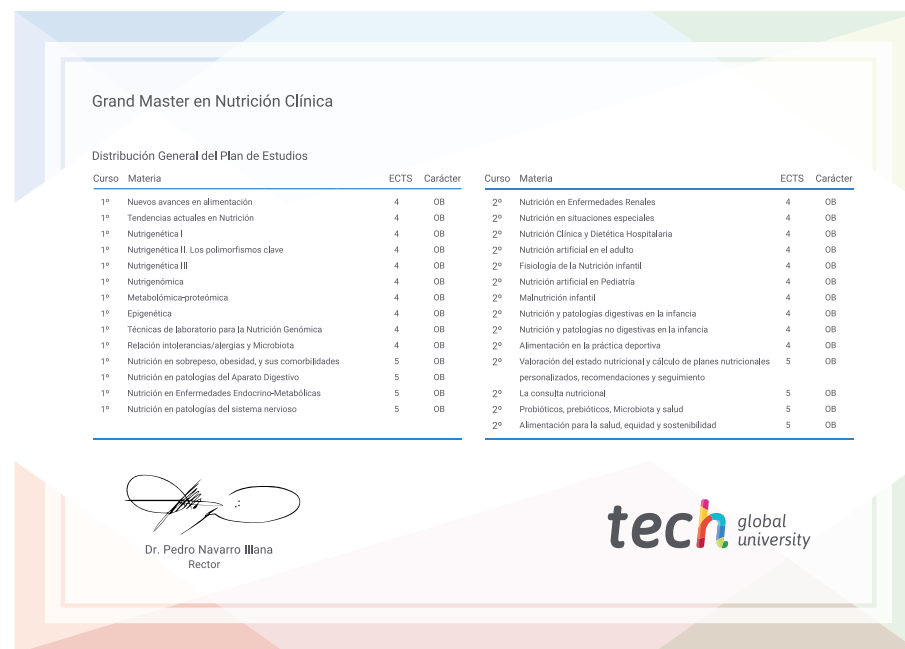 Grand Master en Nutrición Clínica
Distribución General del Plan de Estudios
Curso Materia ECTS Carácter
1º Nuevos avances en alimentación 4 OB
1º Tendencias actuales en Nutrición 4 OB
1º Nutrigenética I 4 OB
1º Nutrigenética II. Los polimorfismos clave 4 OB
1º Nutrigenética III 4 OB
1º Nutrigenómica 4 OB
1º Metabolómica-proteómica 4 OB
1º Epigenética 4 OB
1º Técnicas de laboratorio para la Nutrición Genómica 4 OB
1º Relación intolerancias/alergias y Microbiota 4 OB
1º Nutrición en sobrepeso, obesidad, y sus comorbilidades 5 OB
1º Nutrición en patologías del Aparato Digestivo 5 OB
1º Nutrición en Enfermedades Endocrino-Metabólicas 5 OB
1º Nutrición en patologías del sistema nervioso 5 OB
Curso Materia ECTS Carácter
2º Nutrición en Enfermedades Renales 4 OB
2º Nutrición en situaciones especiales 4 OB
2º Nutrición Clínica y Dietética Hospitalaria 4 OB
2º Nutrición artificial en el adulto 4 OB
2º Fisiología de la Nutrición infantil 4 OB
2º Nutrición artificial en Pediatría 4 OB
2º Malnutrición infantil 4 OB
2º Nutrición y patologías digestivas en la infancia 4 OB
2º Nutrición y patologías no digestivas en la infancia 4 OB
2º Alimentación en la práctica deportiva 4 OB
2º Valoración del estado nutricional y cálculo de planes nutricionales 5 OB
personalizados, recomendaciones y seguimiento
2º La consulta nutricional 5 OB
2º Probióticos, prebióticos, Microbiota y salud 5 OB
2º Alimentación para la salud, equidad y sostenibilidad 5 OB
Dr. Pedro Navarro Illana
Rector
tech global
university